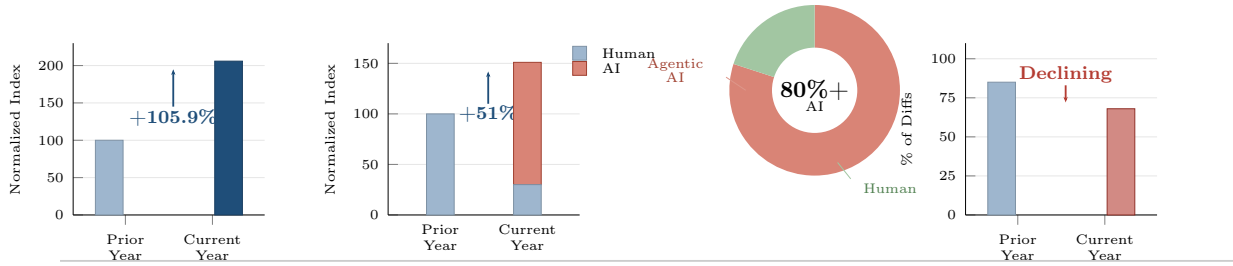 Normalized Index
200
150
100
50
0
+105.9%
Prior
Year
Current
Year
Normalized Index
150
100
50
0
+51%
Human
AI
Prior
Year
Current
Year
Agentic
AI
80%+
AI
Human
% of Diffs
100
75
50
25
0
Declining
Prior
Year
Current
Year